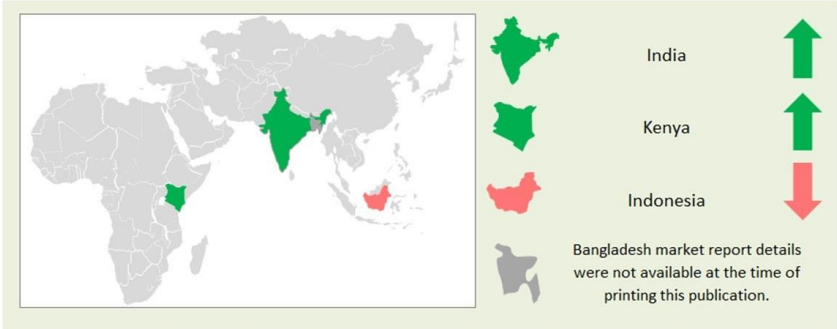 India
Kenya
Indonesia
Bangladesh market report details
were not available at the time of
printing this publication.